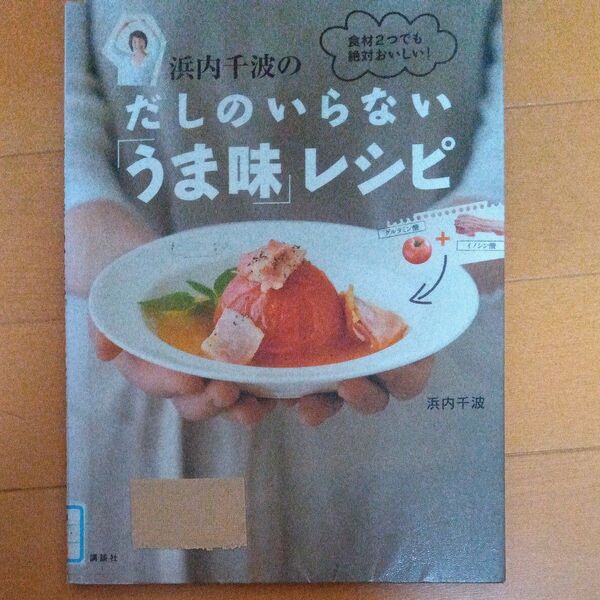 食材2つでも
絶対おいしい!
浜内千波の
だしのいらない
「うま味」レシピ
グルタミン酸
+
イノシン酸
浜内千波
講談社